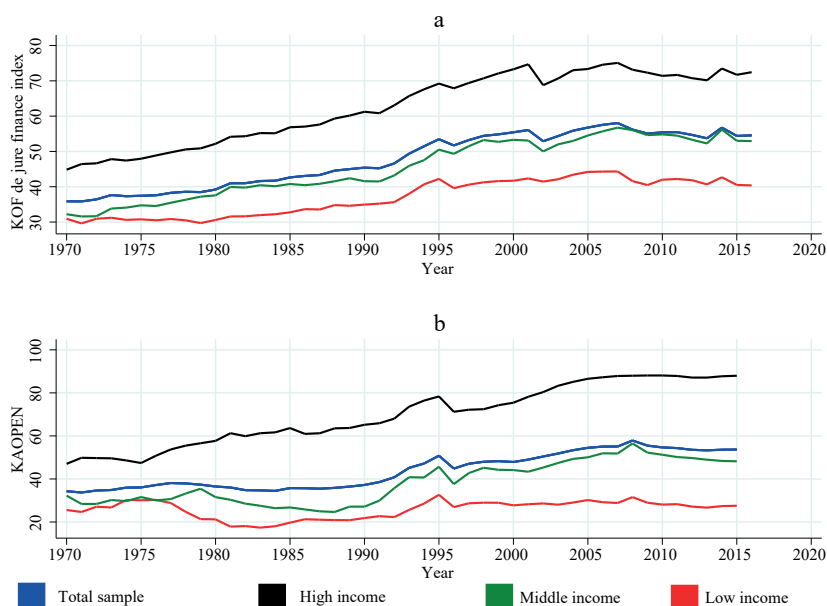 a
KOF de jure finance index
80
70
60
50
40
30
1970 1975 1980 1985 1990 1995 2000 2005 2010 2015 2020
Year
b
KAOPEN
100
80
60
40
20
1970 1975 1980 1985 1990 1995 2000 2005 2010 2015 2020
Year
Total sample High income Middle income Low income